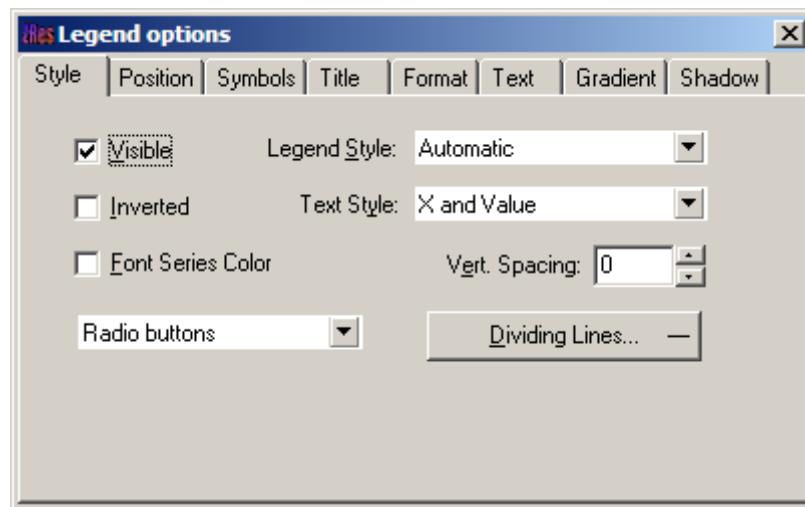 iRes Legend options
Style Position Symbols Title Format Text Gradient Shadow
Visible Legend Style: Automatic
Inverted Text Style: X and Value
Font Series Color Vert. Spacing: 0
Radio buttons Dividing Lines...